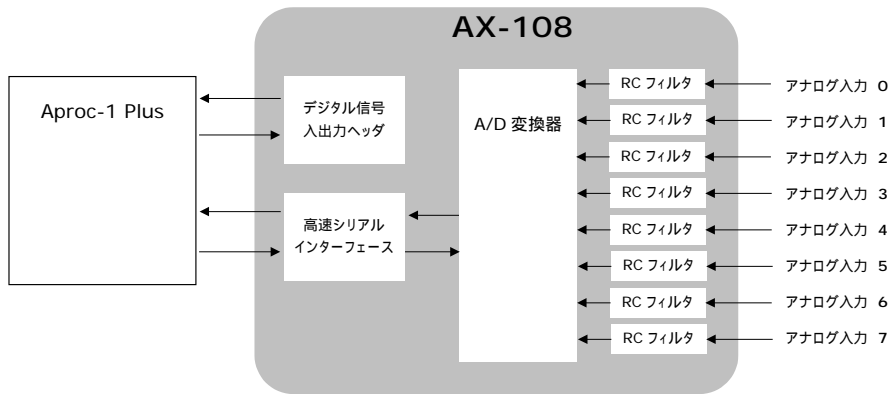 AX-108
Aproc-1 Plus
デジタル信号
入出力ヘッダ
高速シリアル
インターフェース
A/D 変換器
RC フィルタ
アナログ入力 0
RC フィルタ
アナログ入力 1
RC フィルタ
アナログ入力 2
RC フィルタ
アナログ入力 3
RC フィルタ
アナログ入力 4
RC フィルタ
アナログ入力 5
RC フィルタ
アナログ入力 6
RC フィルタ
アナログ入力 7